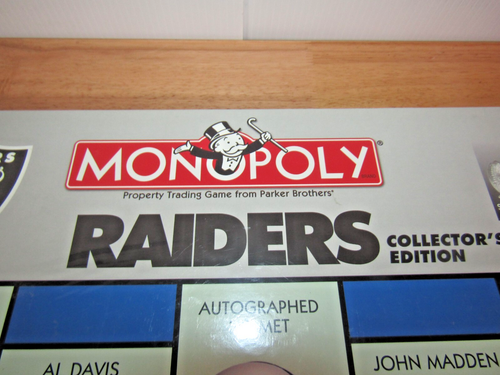 MONOPOLY®
Property Trading Game from Parker Brothers®
RAIDERS
COLLECTOR'S
EDITION
AUTOGRAPHED
AL DAVIS
JOHN MADDEN